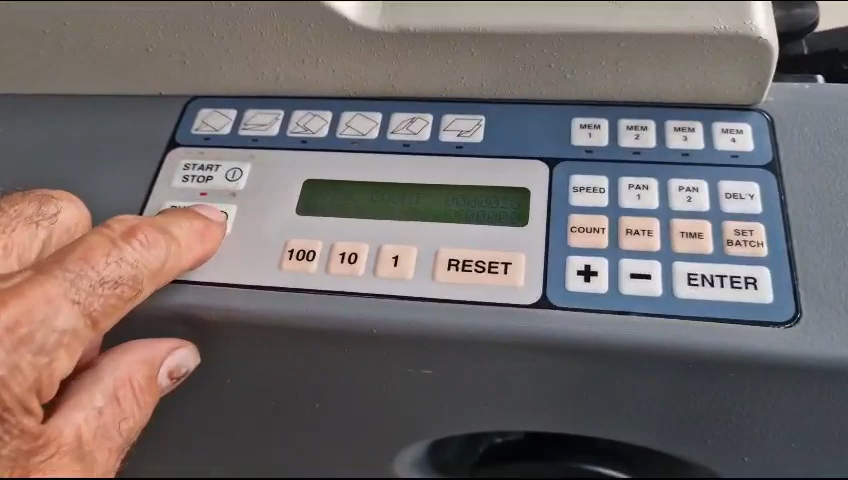 MEM 1
MEM 2
MEM 3
MEM 4
START STOP
SPEED
PAN 1
PAN 2
DEL'Y
COUNT
RATE
TIME
SET BATCH
100
10
1
RESET
+
-
ENTER